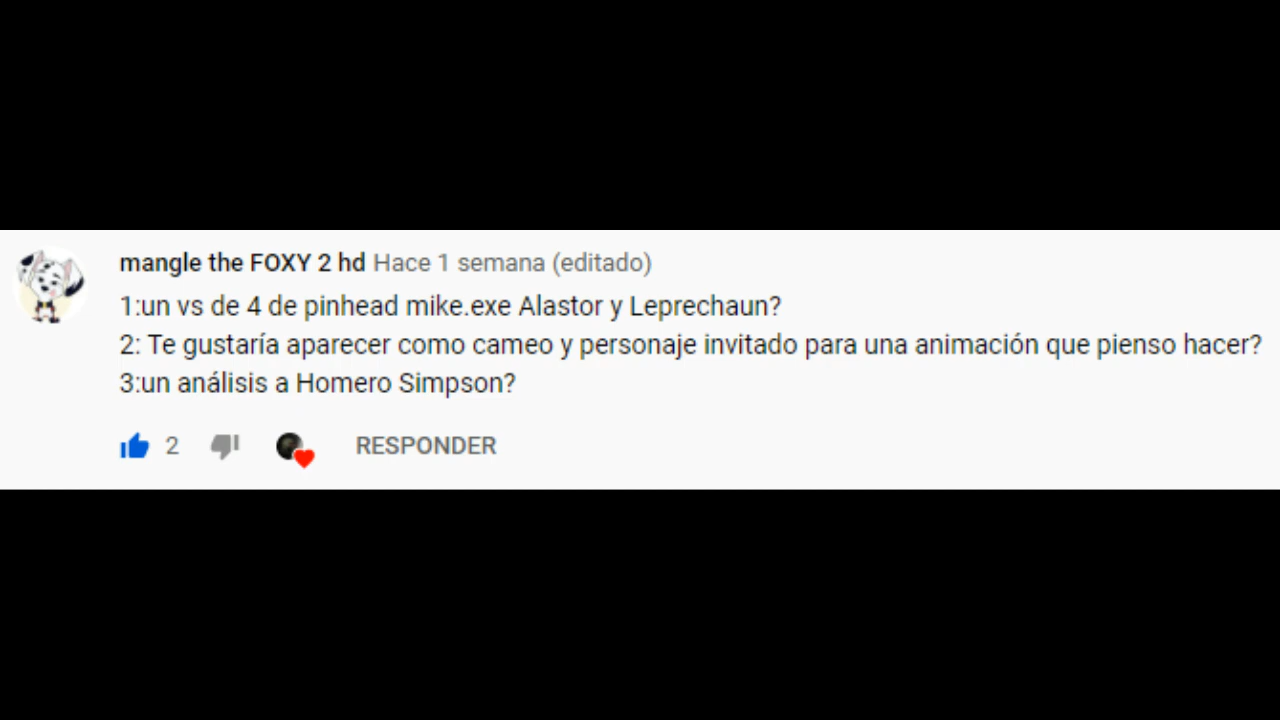 mangle the FOXY 2 hd Hace 1 semana (editado)
1:un vs de 4 de pinhead mike.exe Alastor y Leprechaun?
2: Te gustaría aparecer como cameo y personaje invitado para una animación que pienso hacer?
3:un análisis a Homero Simpson?
2 RESPONDER